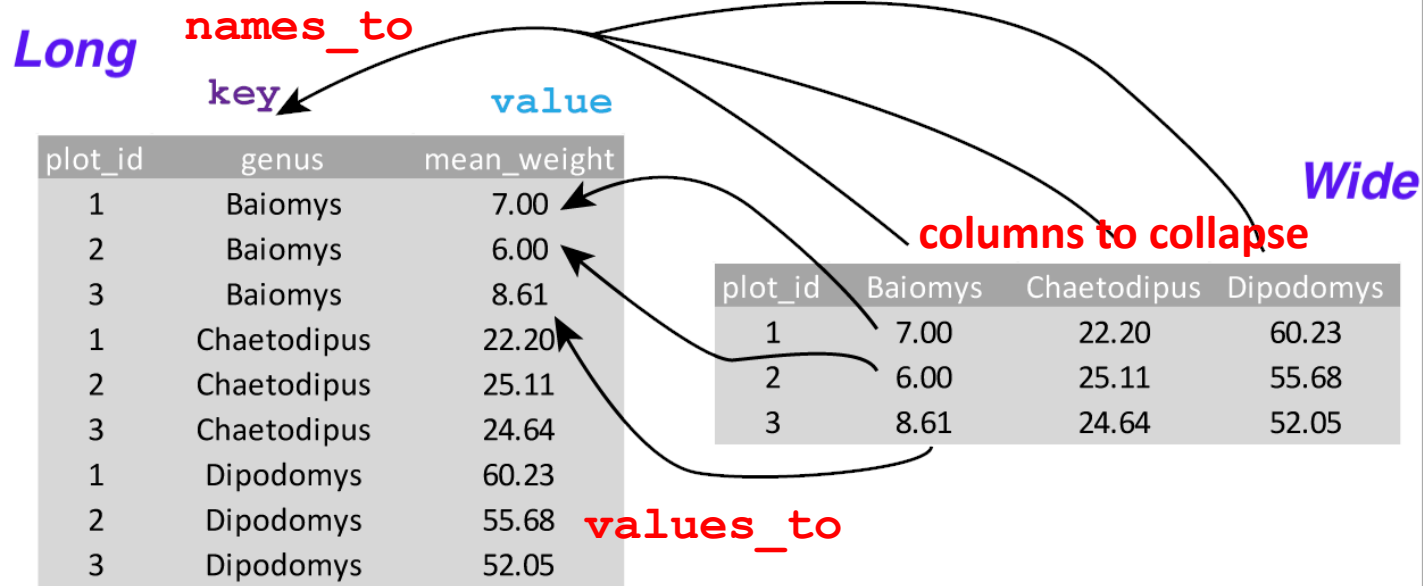 Long
names_to
key
value
plot_id genus mean_weight
1 Baiomys 7.00
2 Baiomys 6.00
3 Baiomys 8.61
1 Chaetodipus 22.20
2 Chaetodipus 25.11
3 Chaetodipus 24.64
1 Dipodomys 60.23
2 Dipodomys 55.68
3 Dipodomys 52.05
values_to
Wide
columns to collapse
plot_id Baiomys Chaetodipus Dipodomys
1 7.00 22.20 60.23
2 6.00 25.11 55.68
3 8.61 24.64 52.05